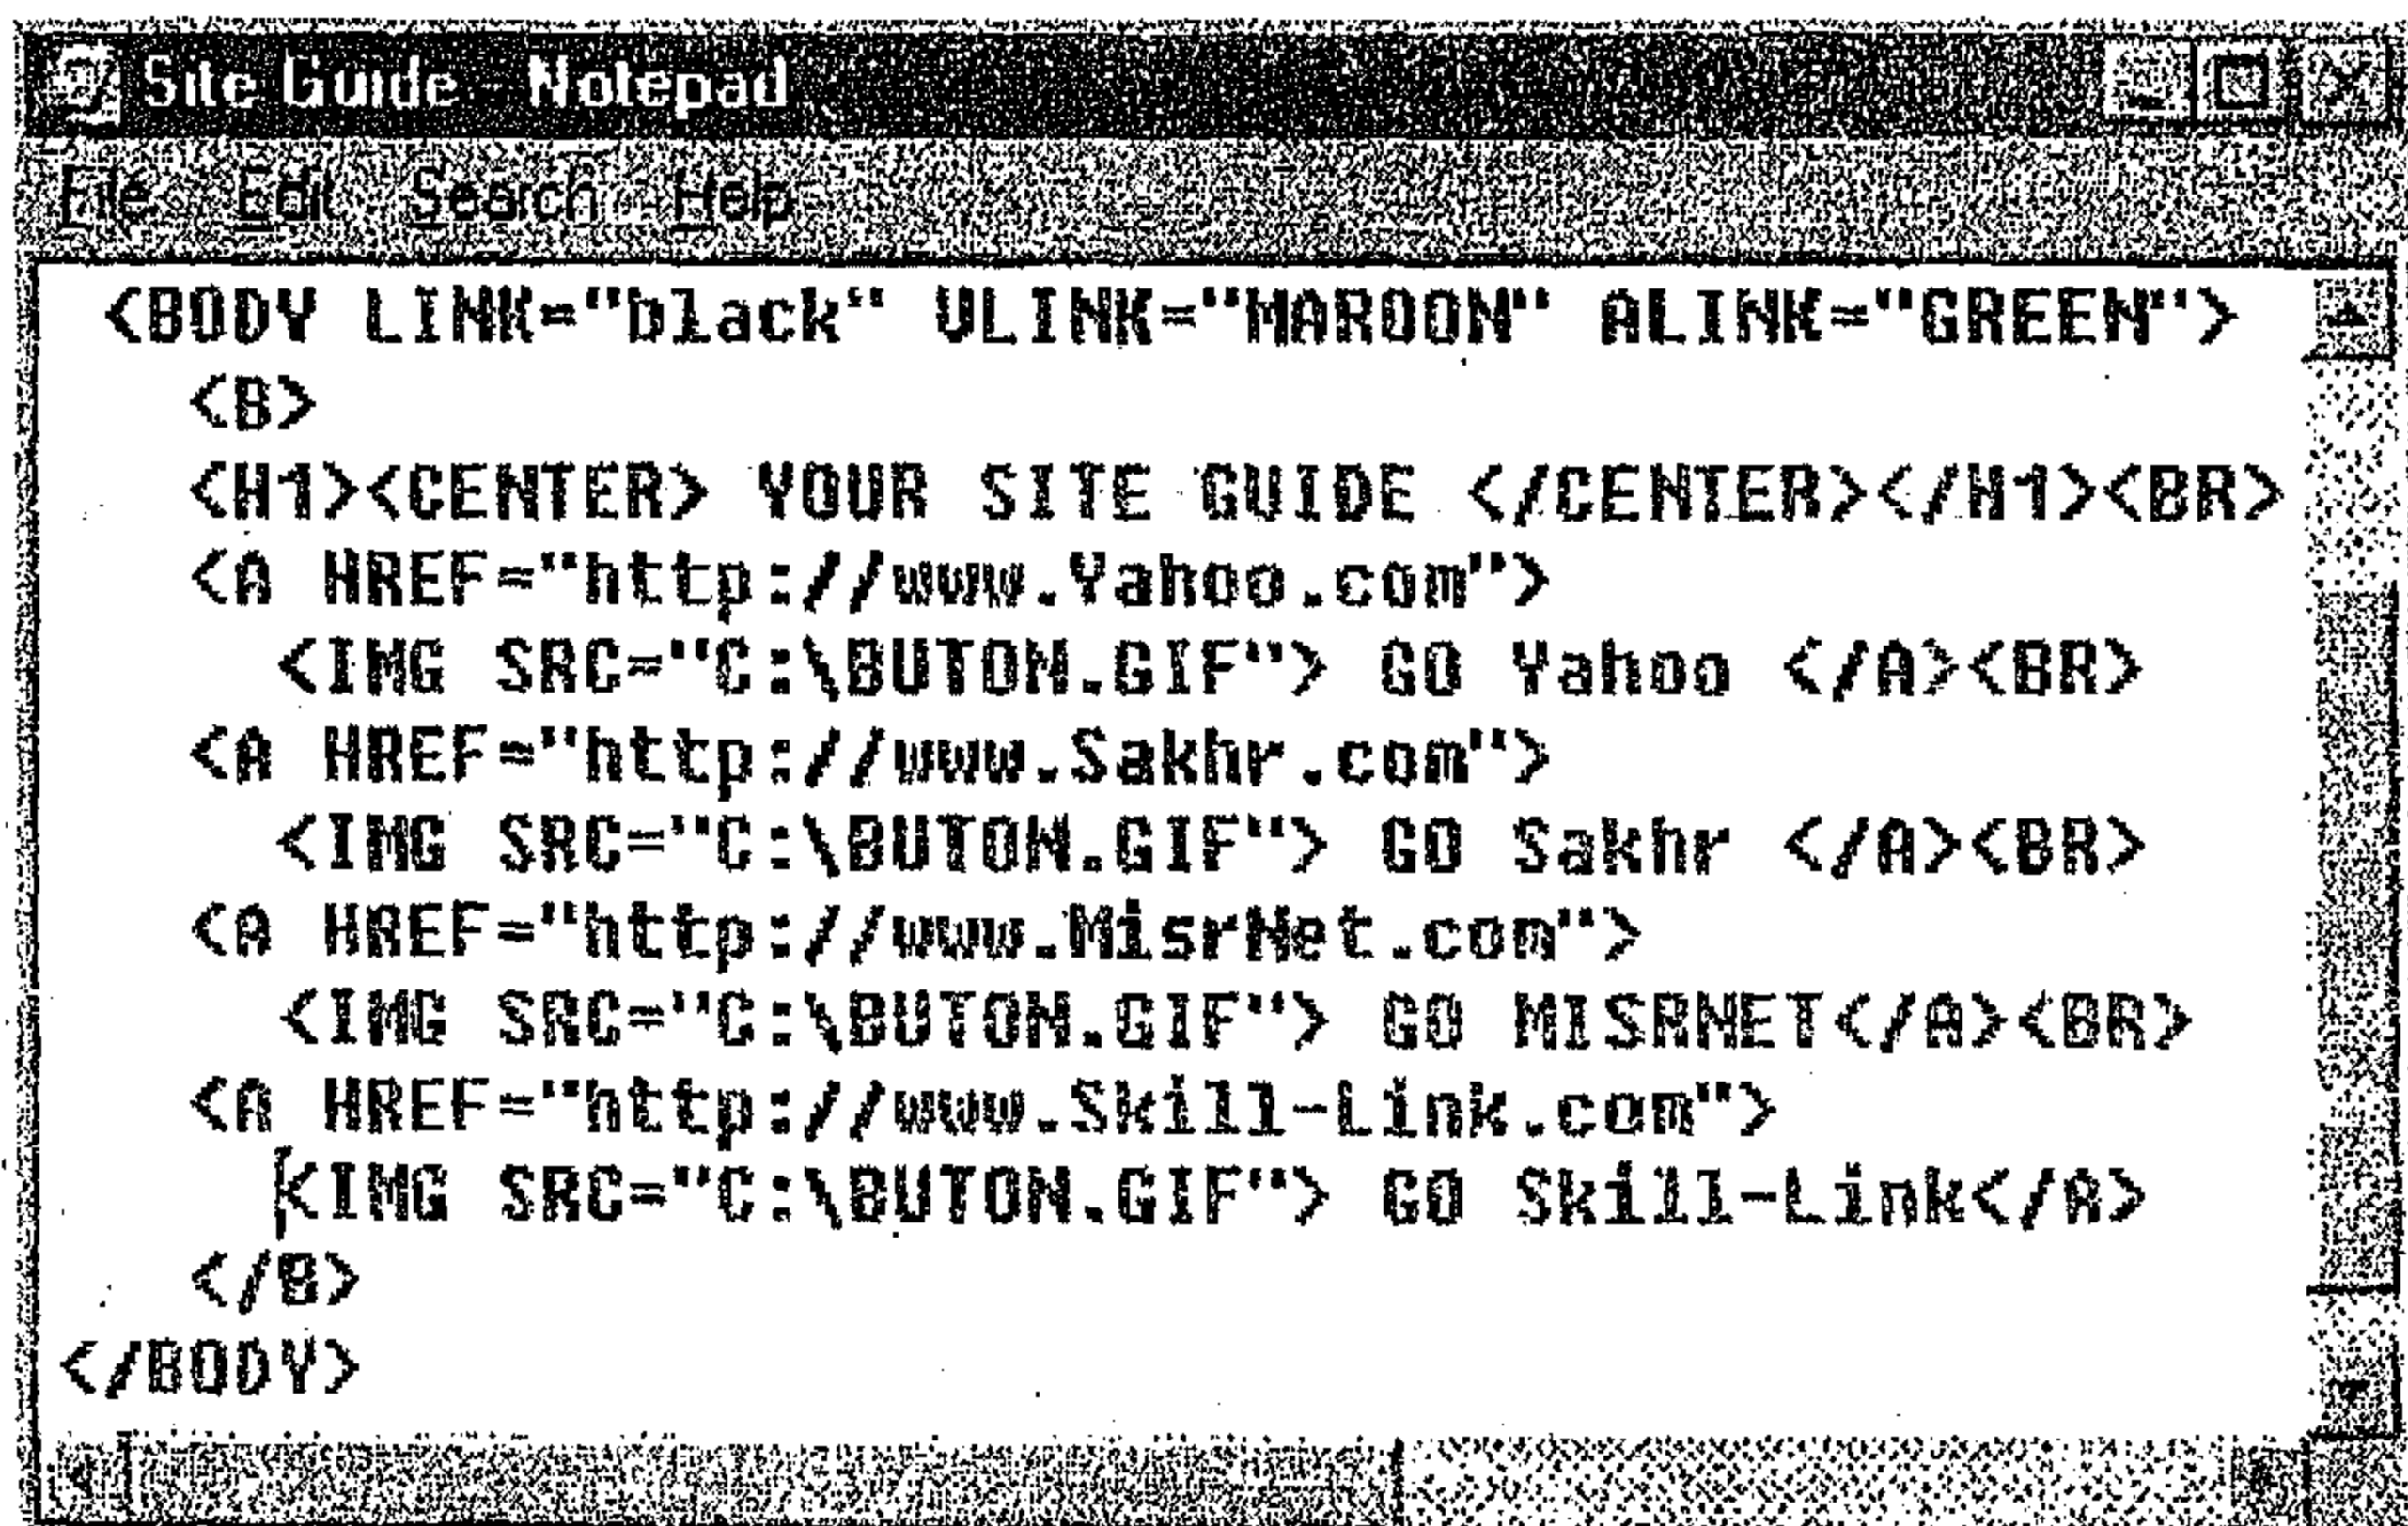 Site Guide - Notepad
File Edit Search Help
<BODY LINK="black" VLINK="MAROON" ALINK="GREEN">
<B>
<H1><CENTER> YOUR SITE GUIDE </CENTER></H1><BR>
<A HREF="http://www.Yahoo.com">
<IMG SRC="C:\BUTON.GIF"> GO Yahoo </A><BR>
<A HREF="http://www.Sakhr.com">
<IMG SRC="C:\BUTON.GIF"> GO Sakhr </A><BR>
<A HREF="http://www.MisrNet.com">
<IMG SRC="C:\BUTON.GIF"> GO MISRNET</A><BR>
<A HREF="http://www.Skill-Link.com">
<IMG SRC="C:\BUTON.GIF"> GO Skill-Link</A>
</B>
</BODY>